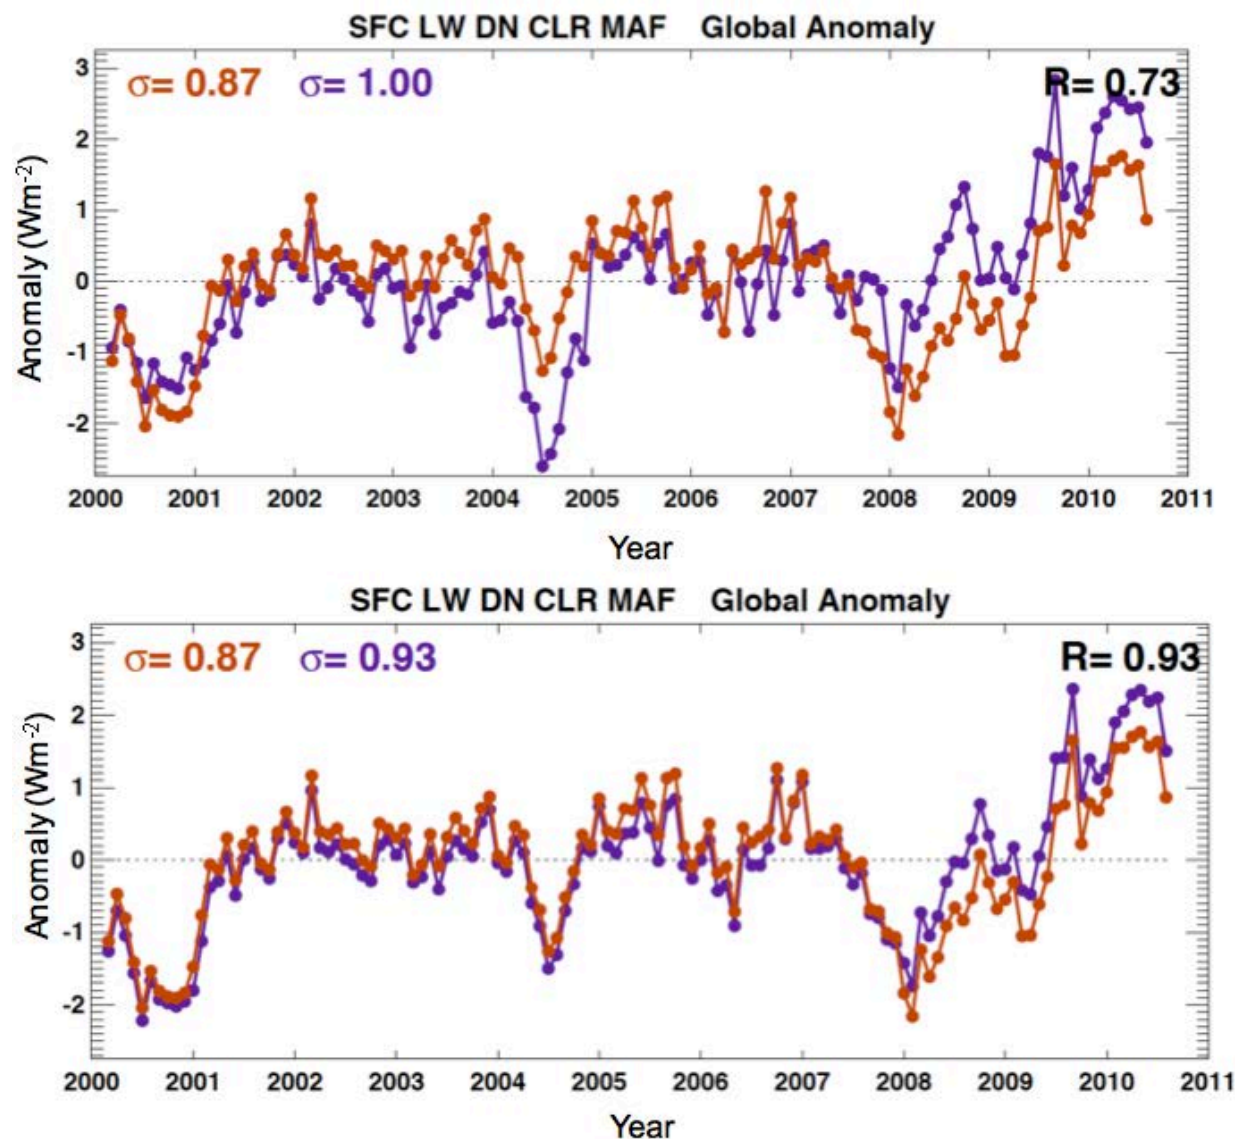 SFC LW DN CLR MAF Global Anomaly
σ= 0.87 σ= 1.00 R= 0.73
Anomaly (Wm-2)
3
2
1
0
-1
-2
2000 2001 2002 2003 2004 2005 2006 2007 2008 2009 2010 2011
Year
SFC LW DN CLR MAF Global Anomaly
σ= 0.87 σ= 0.93 R= 0.93
Anomaly (Wm-2)
3
2
1
0
-1
-2
2000 2001 2002 2003 2004 2005 2006 2007 2008 2009 2010 2011
Year